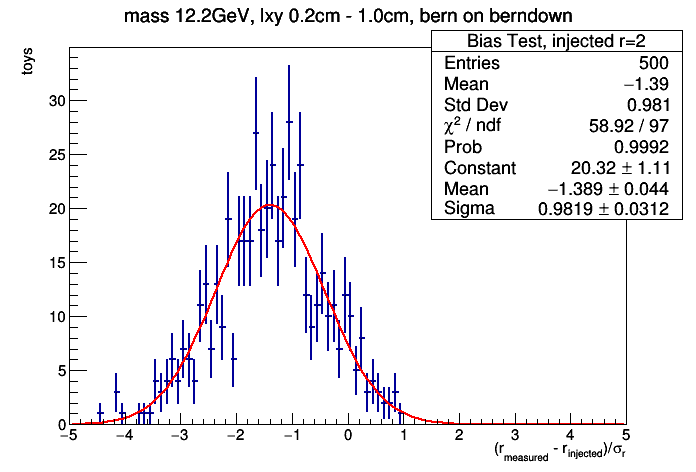 mass 12.2GeV, lxy 0.2cm - 1.0cm, bern on berndown
Bias Test, injected r=2
Entries 500
Mean −1.39
Std Dev 0.981
χ² / ndf 58.92 / 97
Prob 0.9992
Constant 20.32 ± 1.11
Mean −1.389 ± 0.044
Sigma 0.9819 ± 0.0312
toys
30
25
20
15
10
5
0
−5 −4 −3 −2 −1 0 1 2 3 4 5
(r_measured - r_injected)/σ_r